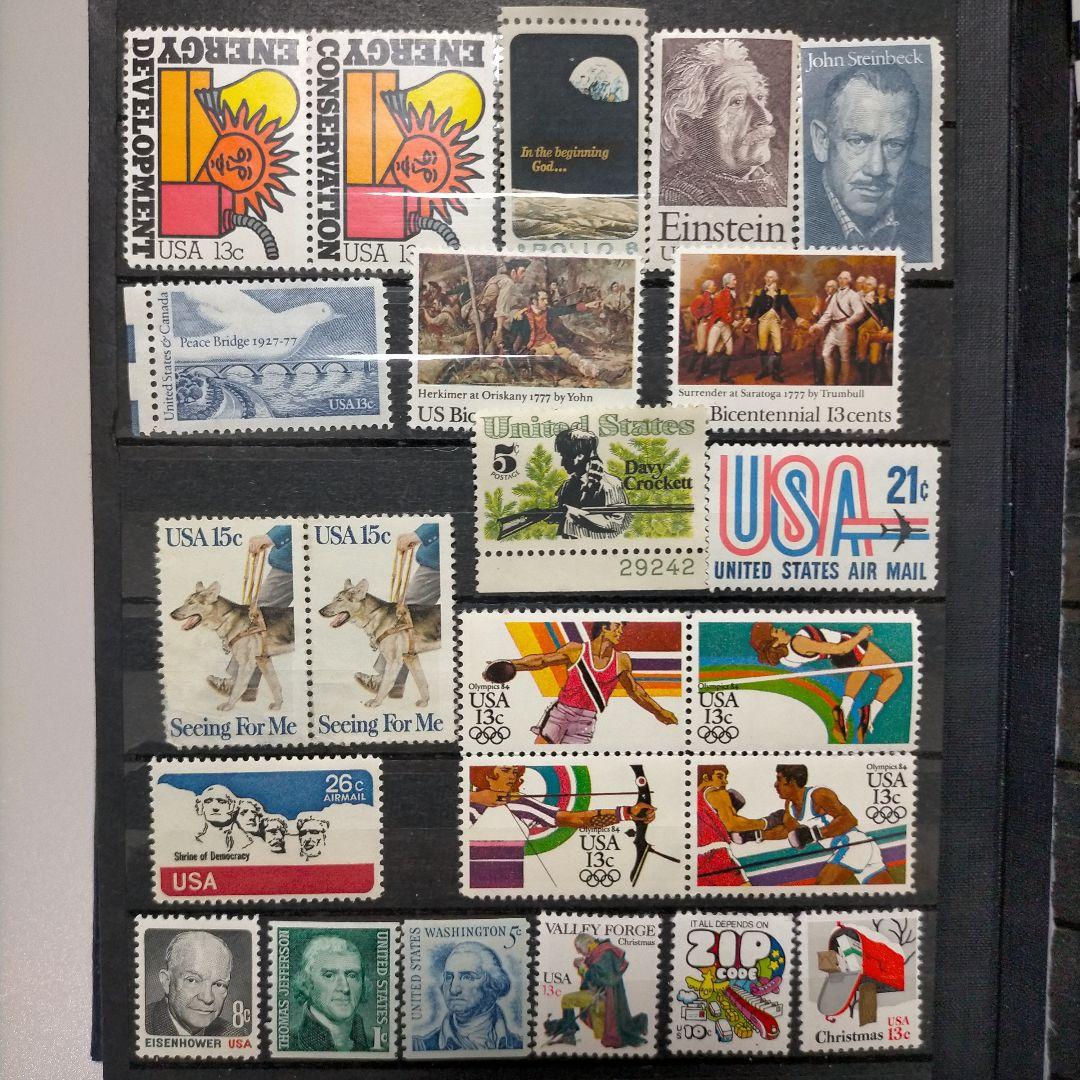 ENERGY
DEVELOPMENT
USA 13c
ENERGY
CONSERVATION
USA 13
In the beginning
God...
APOLLO 8
Einstein
U
John Steinbeck
United States & Canada
Peace Bridge 1927-77
USA 13c
Herkimer at Oriskany 1777 by Yohn
US Bic
Surrender at Saratoga 1777 by Trumbull
Bicentennial 13 cents
United States
5c
POSTAGE
Davy
Crockett
29242
USA 21¢
UNITED STATES AIR MAIL
USA 15c
Seeing For Me
USA 15c
Seeing For Me
Olympics 84
USA
13c
Olympics 84
USA
13c
Olympics 84
USA
13c
Olympics 84
USA
13c
26c
AIRMAIL
Shrine of Democracy
USA
8c
EISENHOWER USA
THOMAS JEFFERSON
UNITED STATES
1c
UNITED STATES
WASHINGTON 5c
VALLEY FORGE
Christmas
USA
13c
IT ALL DEPENDS ON
ZIP
CODE
US 10c
Christmas
USA
13c